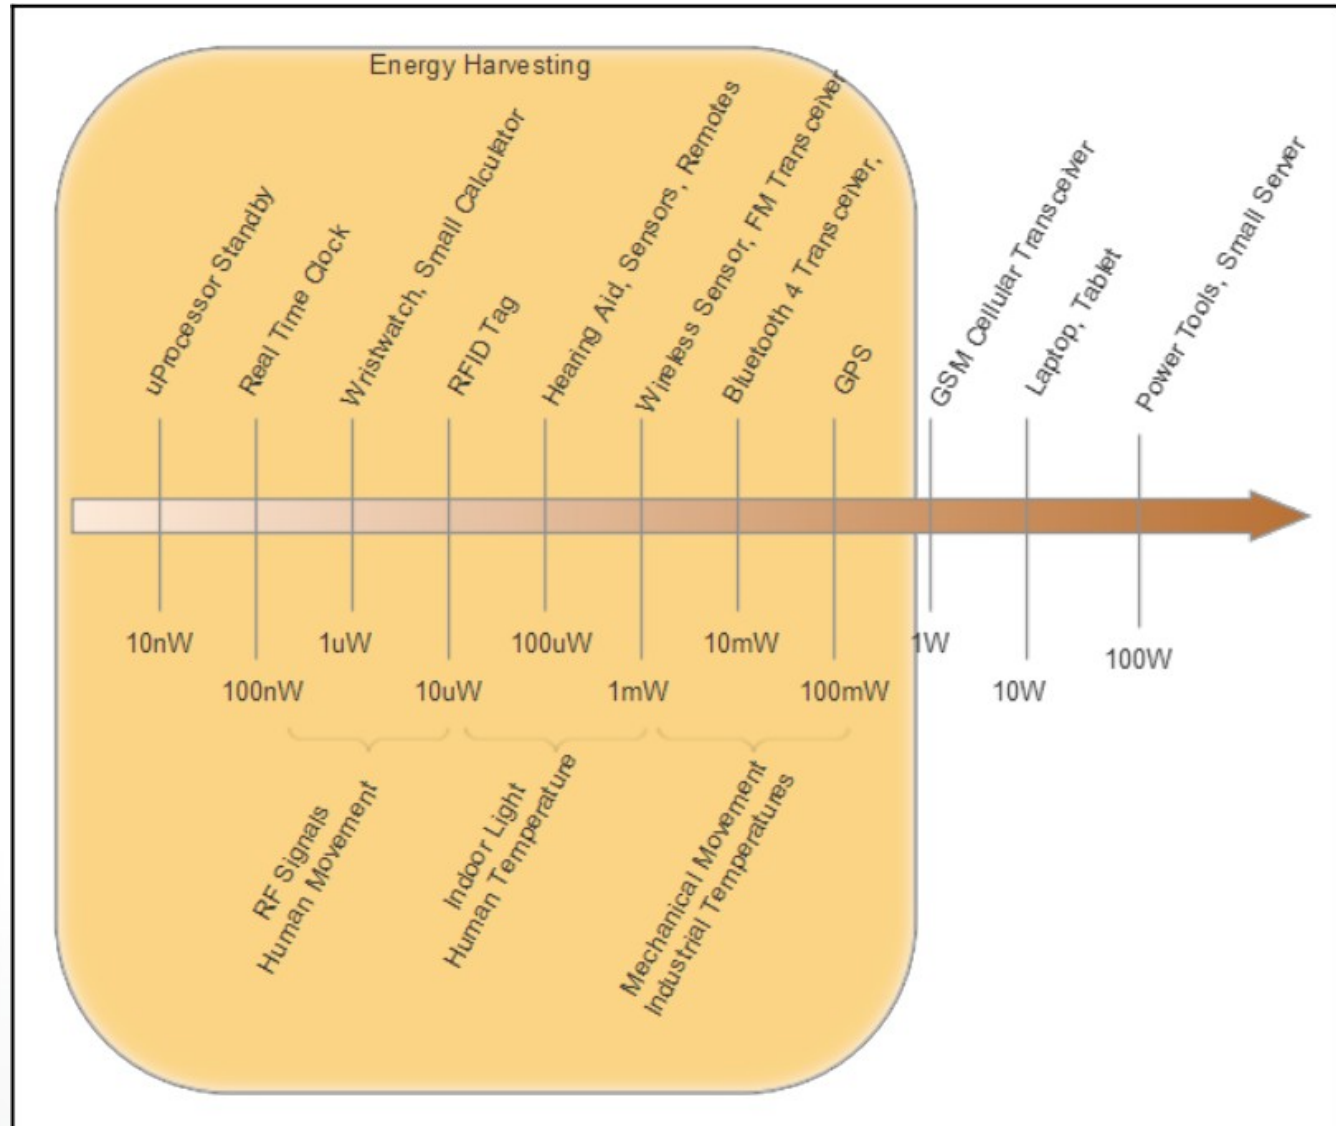 Energy Harvesting
uProcessor Standby
Real Time Clock
Wristwatch, Small Calculator
RFID Tag
Hearing Aid, Sensors, Remotes
Wireless Sensor, FM Transceiver
Bluetooth 4 Transceiver,
GPS
GSM Cellular Transceiver
Laptop, Tablet
Power Tools, Small Server
10nW
100nW
1uW
10uW
100uW
1mW
10mW
100mW
1W
10W
100W
RF Signals
Human Movement
Indoor Light
Human Temperature
Mechanical Movement
Industrial Temperatures